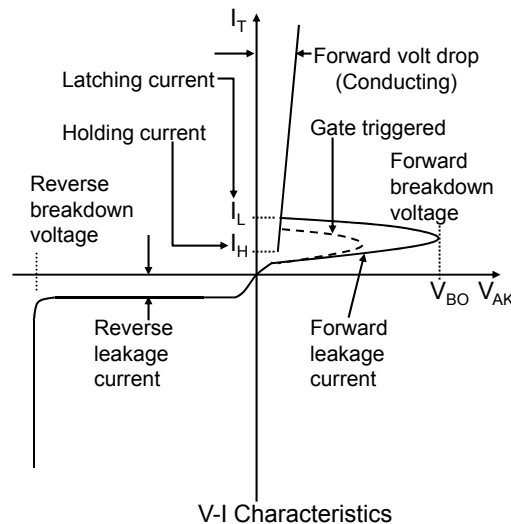 I_T
Forward volt drop
(Conducting)
Latching current
Gate triggered
Holding current
Forward
breakdown
voltage
Reverse
breakdown
voltage
I_L
I_H
V_BO V_AK
Reverse
leakage
current
Forward
leakage
current
V-I Characteristics